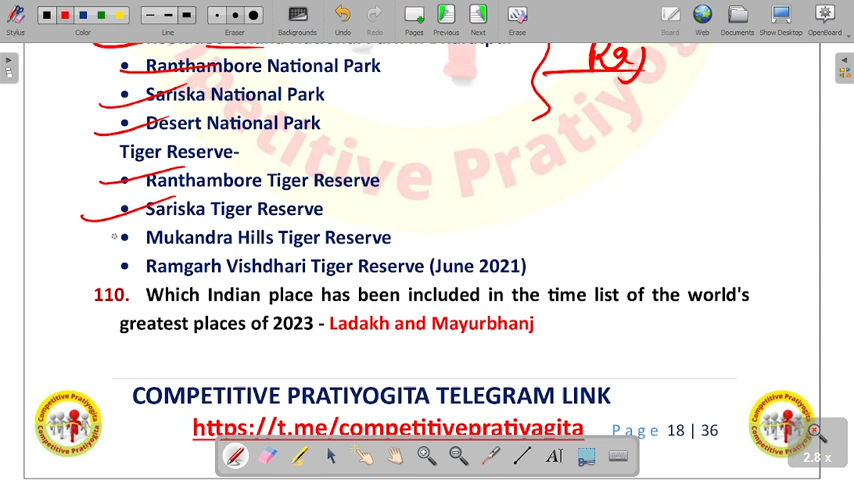 Stylus
Color
Line
Eraser
Backgrounds
Undo
Redo
Pages
Previous
Next
Erase
Board
Web
Documents
Show Desktop
OpenBoard
Raj
Ranthambore National Park
Sariska National Park
Desert National Park
Tiger Reserve-
Ranthambore Tiger Reserve
Sariska Tiger Reserve
Mukandra Hills Tiger Reserve
Ramgarh Vishdhari Tiger Reserve (June 2021)
110. Which Indian place has been included in the time list of the world's
greatest places of 2023 - Ladakh and Mayurbhanj
COMPETITIVE PRATIYOGITA TELEGRAM LINK
https://t.me/competitivepratiyagita
Page 18 | 36
2.8 x